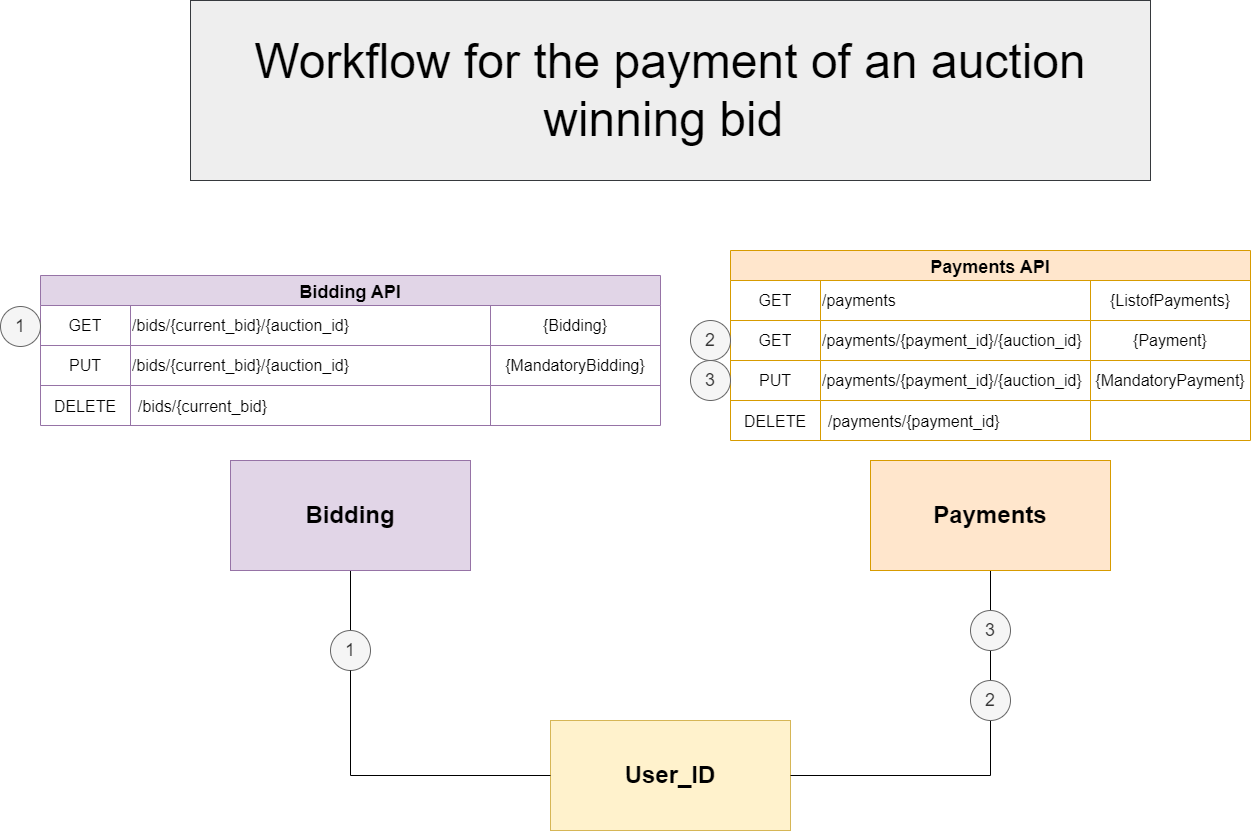 Workflow for the payment of an auction
winning bid
Bidding API
1 GET /bids/{current_bid}/{auction_id} {Bidding}
PUT /bids/{current_bid}/{auction_id} {MandatoryBidding}
DELETE /bids/{current_bid}
Payments API
GET /payments {ListofPayments}
2 GET /payments/{payment_id}/{auction_id} {Payment}
3 PUT /payments/{payment_id}/{auction_id} {MandatoryPayment}
DELETE /payments/{payment_id}
Bidding
Payments
3
1
2
User_ID